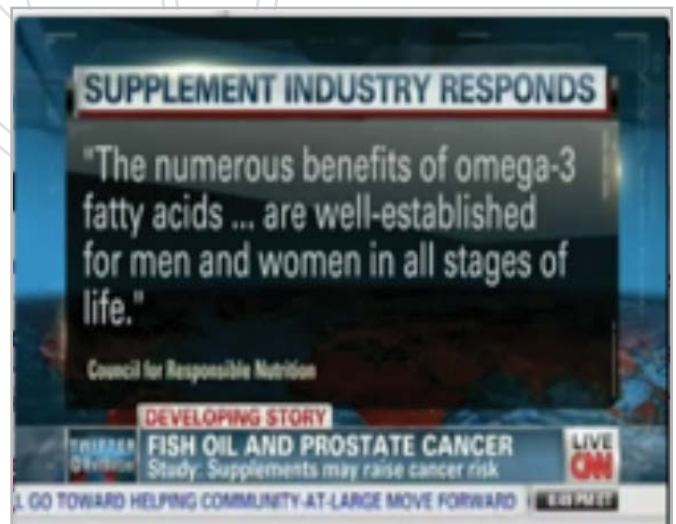 SUPPLEMENT INDUSTRY RESPONDS
"The numerous benefits of omega-3
fatty acids ... are well-established
for men and women in all stages of
life."
Council for Responsible Nutrition
DEVELOPING STORY
FISH OIL AND PROSTATE CANCER
Study: Supplements may raise cancer risk
LIVE
CNN
GO TOWARD HELPING COMMUNITY-AT-LARGE MOVE FORWARD